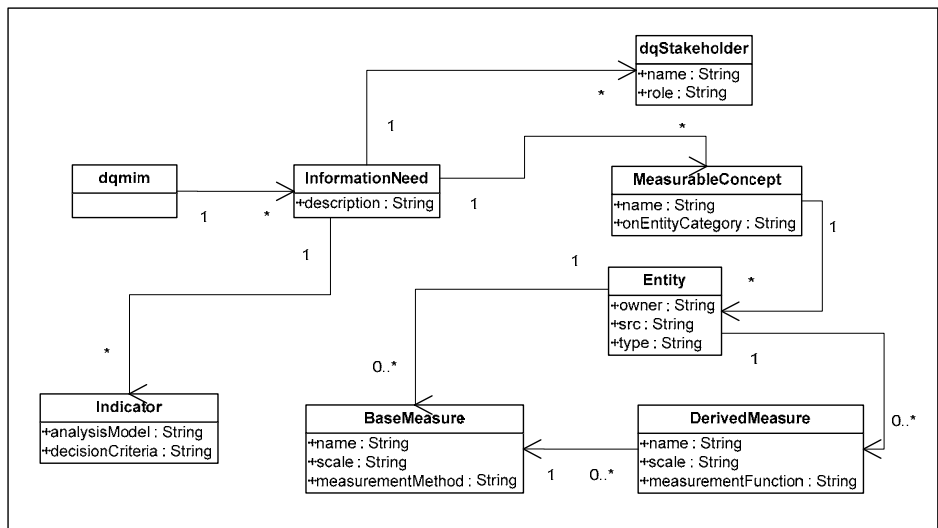 dqStakeholder
+name : String
+role : String
*
1
*
dqmim
InformationNeed
+description : String
MeasurableConcept
+name : String
+onEntityCategory : String
1
*
1
1
1
1
*
Entity
+owner : String
+src : String
+type : String
1
*
0..*
Indicator
+analysisModel : String
+decisionCriteria : String
BaseMeasure
+name : String
+scale : String
+measurementMethod : String
DerivedMeasure
+name : String
+scale : String
+measurementFunction : String
0..*
1
0..*